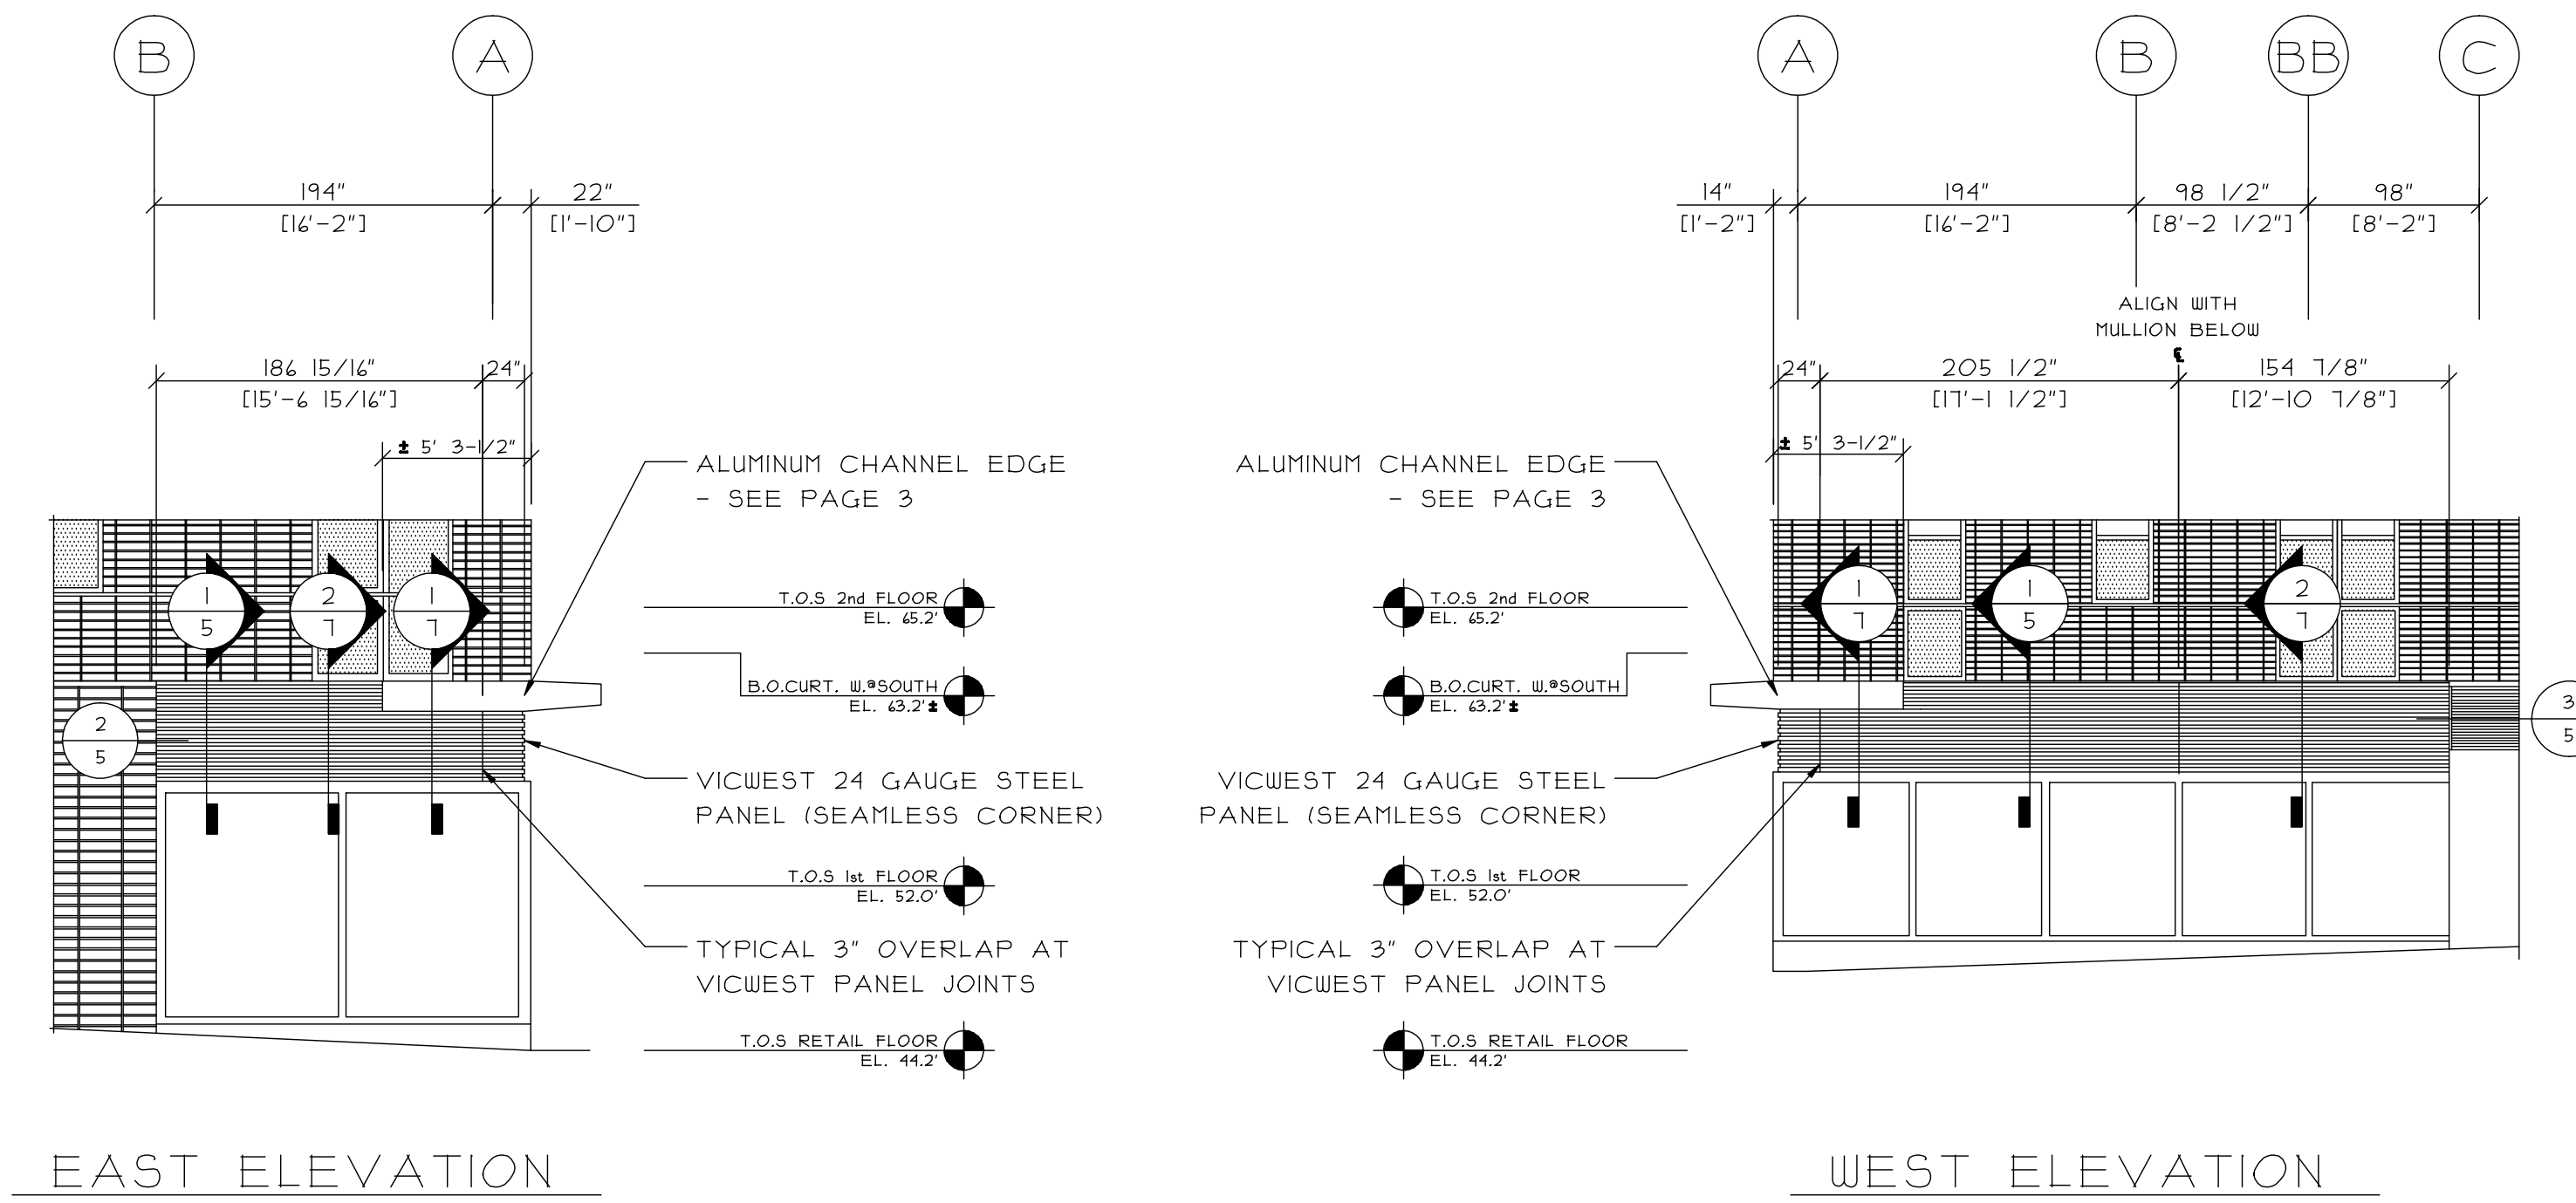 B
A
194"
[16'-2"]
22"
[1'-10"]
186 15/16"
[15'-6 15/16"]
24"
± 5' 3-1/2"
ALUMINUM CHANNEL EDGE
- SEE PAGE 3
1
5
2
7
1
7
2
5
T.O.S 2nd FLOOR
EL. 65.2'
B.O.CURT. W.@SOUTH
EL. 63.2'±
VICWEST 24 GAUGE STEEL
PANEL (SEAMLESS CORNER)
T.O.S 1st FLOOR
EL. 52.0'
TYPICAL 3" OVERLAP AT
VICWEST PANEL JOINTS
T.O.S RETAIL FLOOR
EL. 44.2'
EAST ELEVATION
A
B
BB
C
14"
[1'-2"]
194"
[16'-2"]
98 1/2"
[8'-2 1/2"]
98"
[8'-2"]
ALIGN WITH
MULLION BELOW
℄
24"
205 1/2"
[17'-1 1/2"]
154 7/8"
[12'-10 7/8"]
± 5' 3-1/2"
ALUMINUM CHANNEL EDGE
- SEE PAGE 3
1
7
1
5
2
7
3
5
T.O.S 2nd FLOOR
EL. 65.2'
B.O.CURT. W.@SOUTH
EL. 63.2'±
VICWEST 24 GAUGE STEEL
PANEL (SEAMLESS CORNER)
T.O.S 1st FLOOR
EL. 52.0'
TYPICAL 3" OVERLAP AT
VICWEST PANEL JOINTS
T.O.S RETAIL FLOOR
EL. 44.2'
WEST ELEVATION